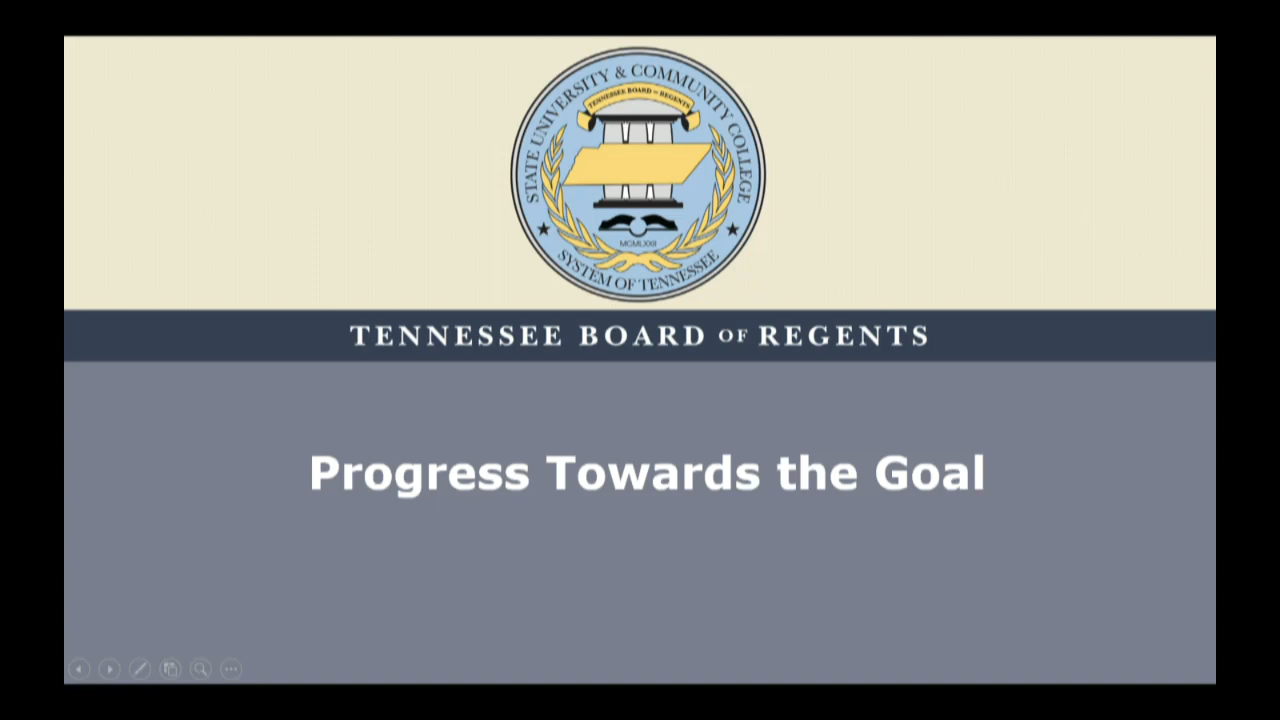 STATE UNIVERSITY & COMMUNITY COLLEGE
TENNESSEE BOARD OF REGENTS
MCMLXXII
SYSTEM OF TENNESSEE
TENNESSEE BOARD OF REGENTS
Progress Towards the Goal